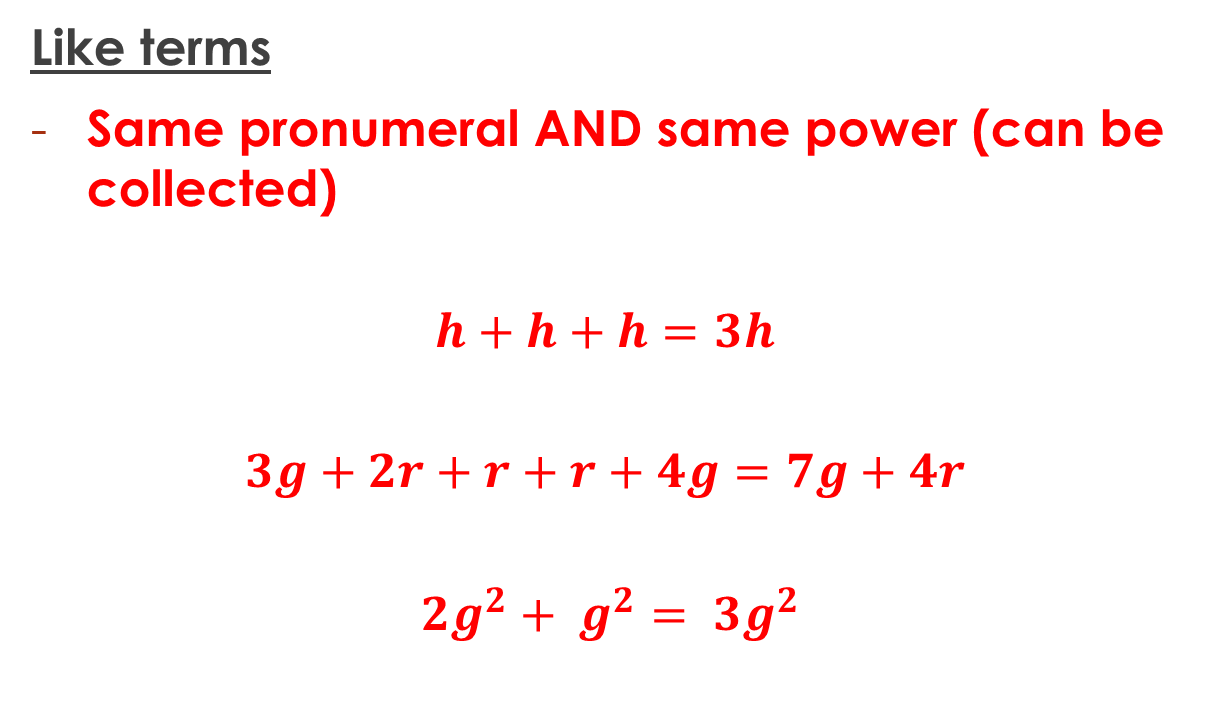 Like terms
- Same pronumeral AND same power (can be
collected)
h + h + h = 3h
3g + 2r + r + r + 4g = 7g + 4r
2g² + g² = 3g²